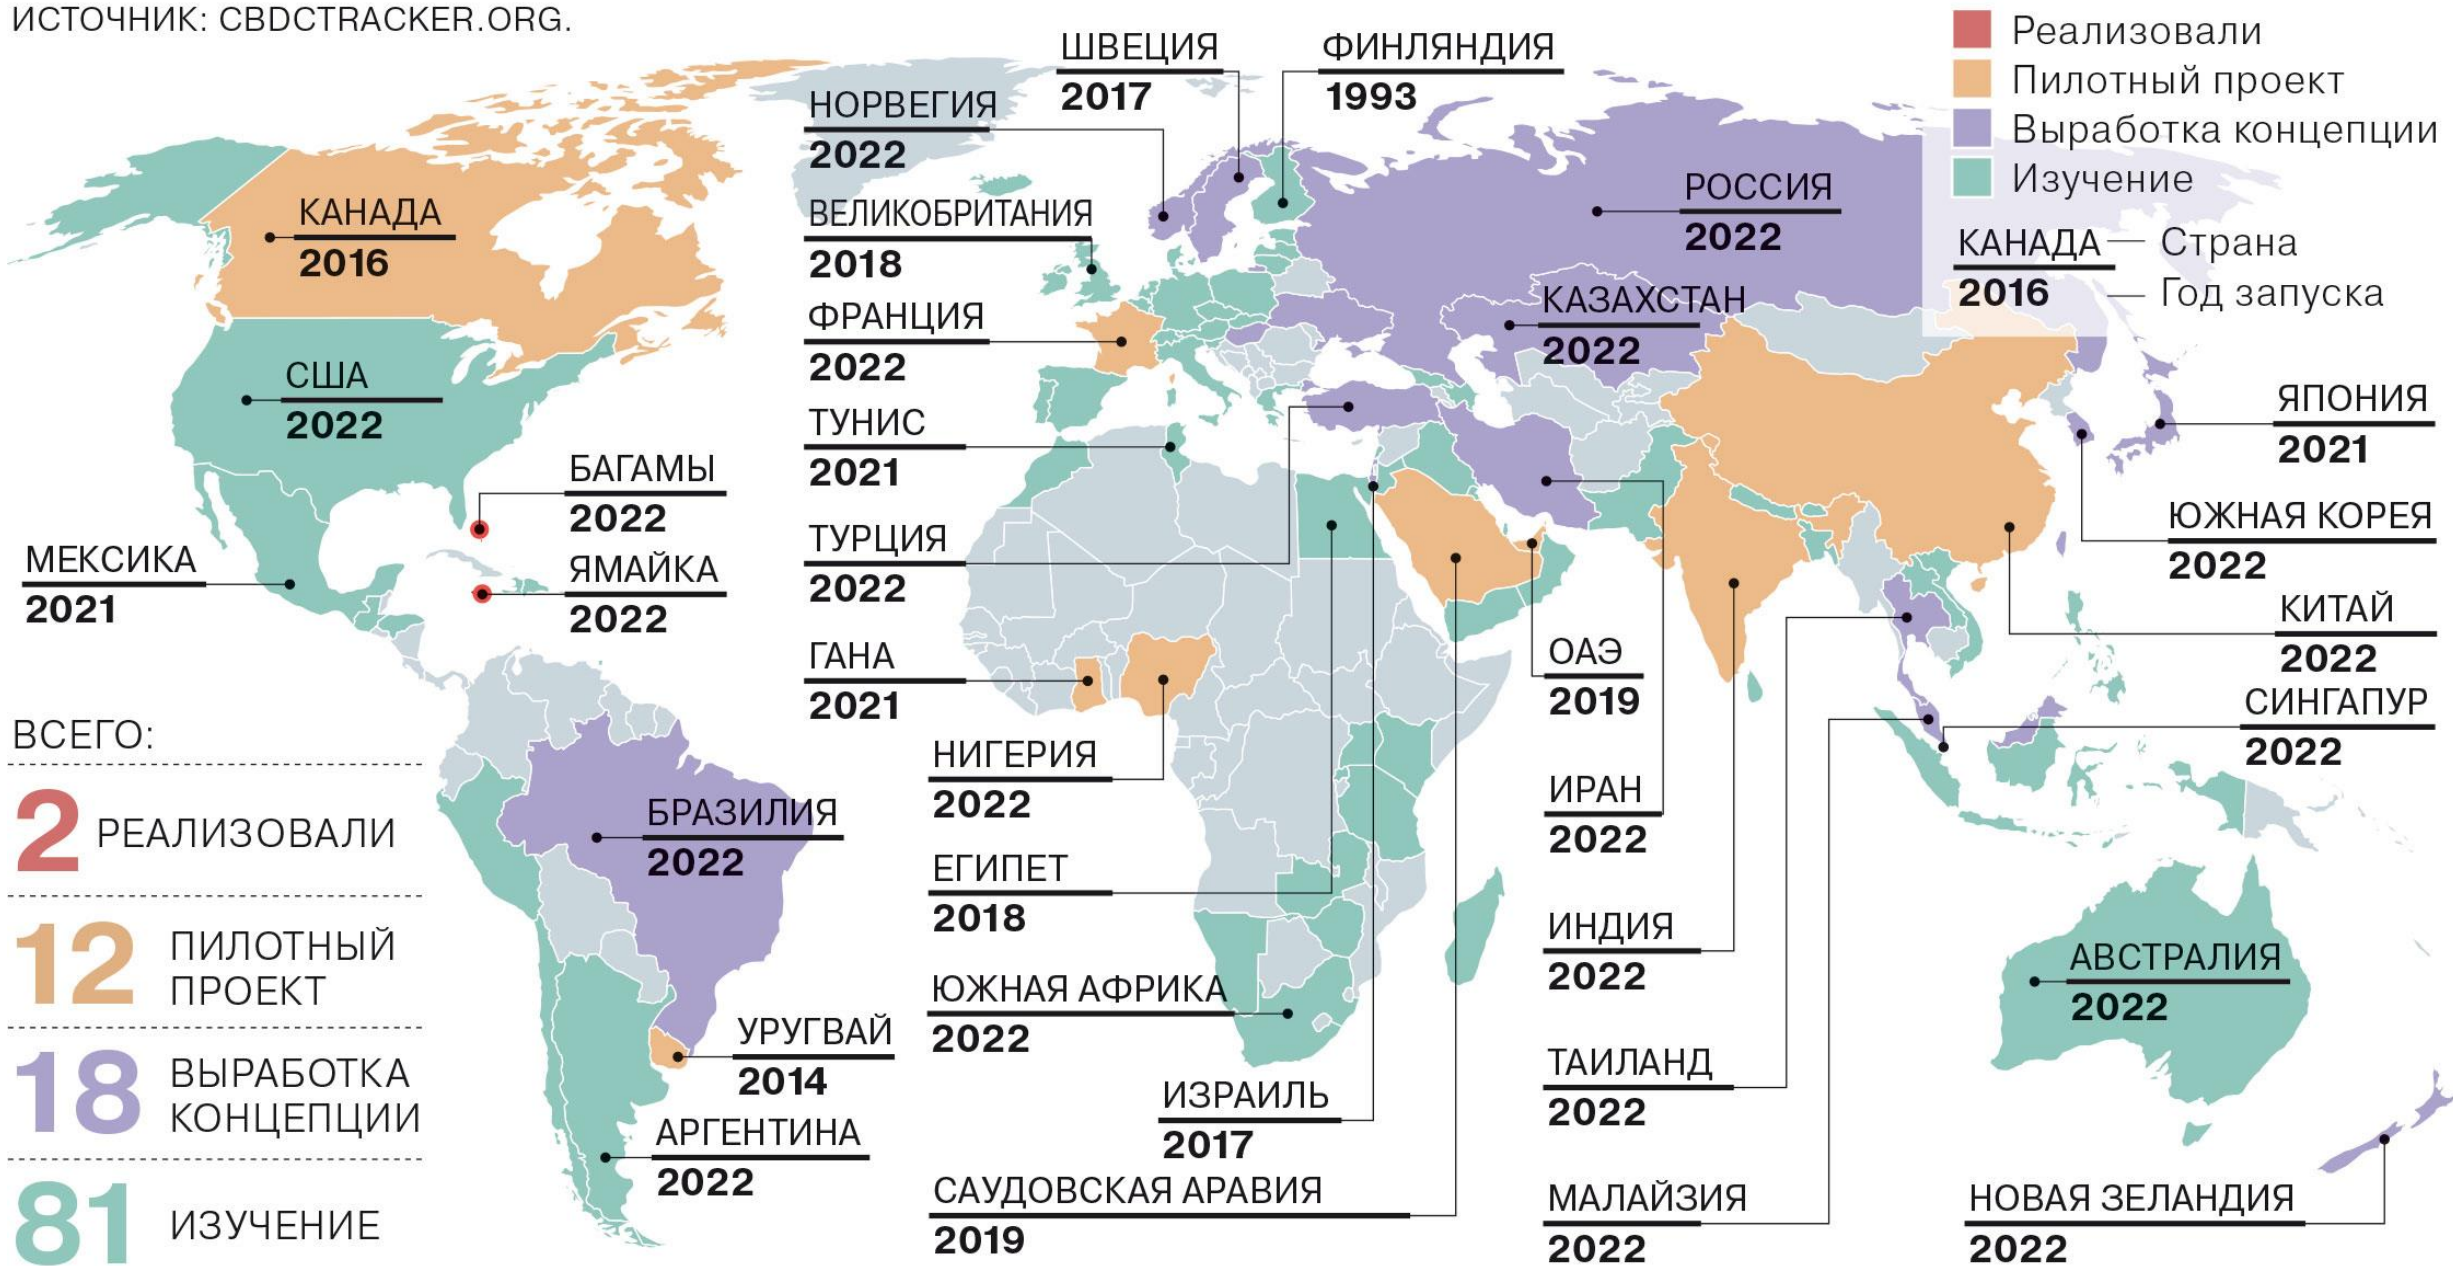 ИСТОЧНИК: CBDCTRACKER.ORG.
Реализовали
Пилотный проект
Выработка концепции
Изучение
КАНАДА
2016
Страна
Год запуска
ШВЕЦИЯ
2017
ФИНЛЯНДИЯ
1993
НОРВЕГИЯ
2022
ВЕЛИКОБРИТАНИЯ
2018
ФРАНЦИЯ
2022
ТУНИС
2021
ТУРЦИЯ
2022
ГАНА
2021
НИГЕРИЯ
2022
ЕГИПЕТ
2018
ЮЖНАЯ АФРИКА
2022
ИЗРАИЛЬ
2017
САУДОВСКАЯ АРАВИЯ
2019
КАНАДА
2016
США
2022
БАГАМЫ
2022
ЯМАЙКА
2022
МЕКСИКА
2021
БРАЗИЛИЯ
2022
УРУГВАЙ
2014
АРГЕНТИНА
2022
РОССИЯ
2022
КАЗАХСТАН
2022
ЯПОНИЯ
2021
ЮЖНАЯ КОРЕЯ
2022
КИТАЙ
2022
СИНГАПУР
2022
ОАЭ
2019
ИРАН
2022
ИНДИЯ
2022
ТАИЛАНД
2022
МАЛАЙЗИЯ
2022
АВСТРАЛИЯ
2022
НОВАЯ ЗЕЛАНДИЯ
2022
ВСЕГО:
2 РЕАЛИЗОВАЛИ
12 ПИЛОТНЫЙ
ПРОЕКТ
18 ВЫРАБОТКА
КОНЦЕПЦИИ
81 ИЗУЧЕНИЕ